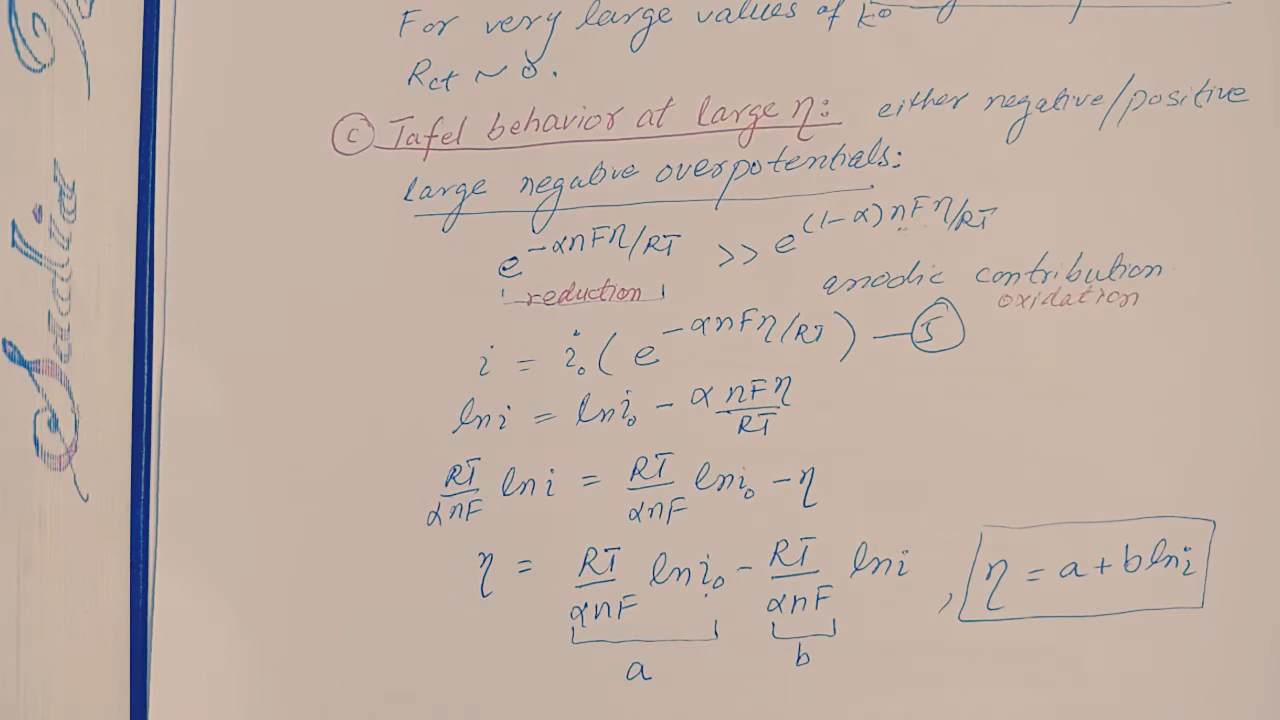 For very large values of k⁰
Rct ~ 0.
(c) Tafel behavior at large η: either negative/positive
large negative overpotentials:
e^{-αnFη/RT} >> e^{(1-α)nFη/RT}
reduction anodic contribution
oxidation
i = i₀(e^{-αnFη/RT}) — (I)
ln i = ln i₀ - α nFη/RT
RT/αnF ln i = RT/αnF ln i₀ - η
η = RT/αnF ln i₀ - RT/αnF ln i , η = a + b ln i
a b
Sadia